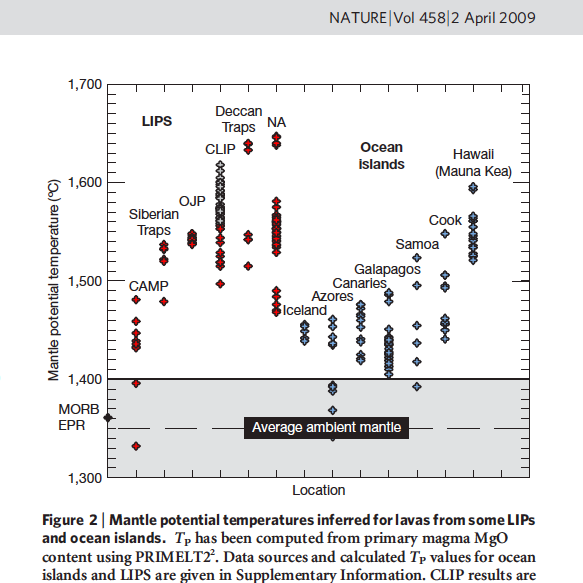 NATURE|Vol 458|2 April 2009
1,700
1,600
1,500
1,400
1,300
Mantle potential temperature (°C)
LIPS
Deccan
Traps
NA
CLIP
OJP
Siberian
Traps
CAMP
Ocean
islands
Hawaii
(Mauna Kea)
Cook
Samoa
Galapagos
Canaries
Azores
Iceland
MORB
EPR
Average ambient mantle
Location
Figure 2 | Mantle potential temperatures inferred for lavas from some LIPs
and ocean islands. TP has been computed from primary magma MgO
content using PRIMELT2². Data sources and calculated TP values for ocean
islands and LIPS are given in Supplementary Information. CLIP results are